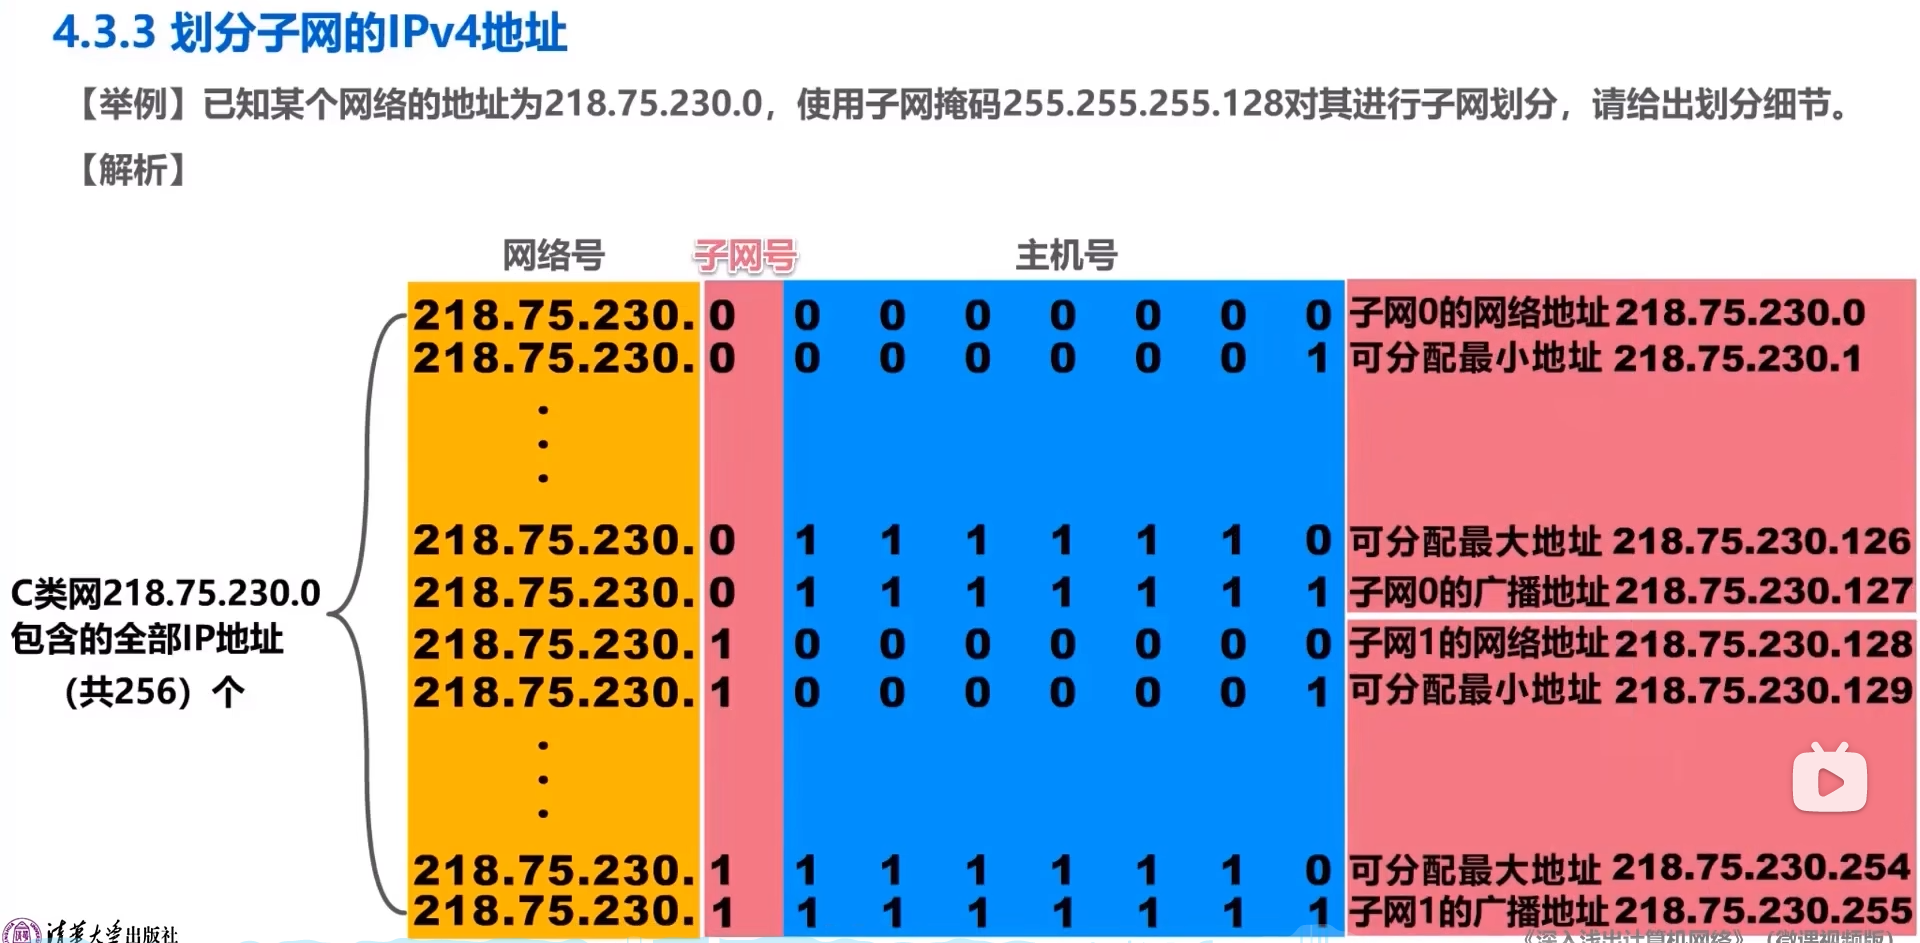 4.3.3 划分子网的IPv4地址
【举例】已知某个网络的地址为218.75.230.0，使用子网掩码255.255.255.128对其进行子网划分，请给出划分细节。
【解析】
网络号 子网号 主机号
218.75.230. 0 0 0 0 0 0 0 0 子网0的网络地址 218.75.230.0
218.75.230. 0 0 0 0 0 0 0 1 可分配最小地址 218.75.230.1
218.75.230. 0 1 1 1 1 1 1 0 可分配最大地址 218.75.230.126
218.75.230. 0 1 1 1 1 1 1 1 子网0的广播地址 218.75.230.127
C类网218.75.230.0
包含的全部IP地址
（共256）个
218.75.230. 1 0 0 0 0 0 0 0 子网1的网络地址 218.75.230.128
218.75.230. 1 0 0 0 0 0 0 1 可分配最小地址 218.75.230.129
218.75.230. 1 1 1 1 1 1 1 0 可分配最大地址 218.75.230.254
218.75.230. 1 1 1 1 1 1 1 1 子网1的广播地址 218.75.230.255
清华大学出版社
《深入浅出计算机网络》（微课视频版）